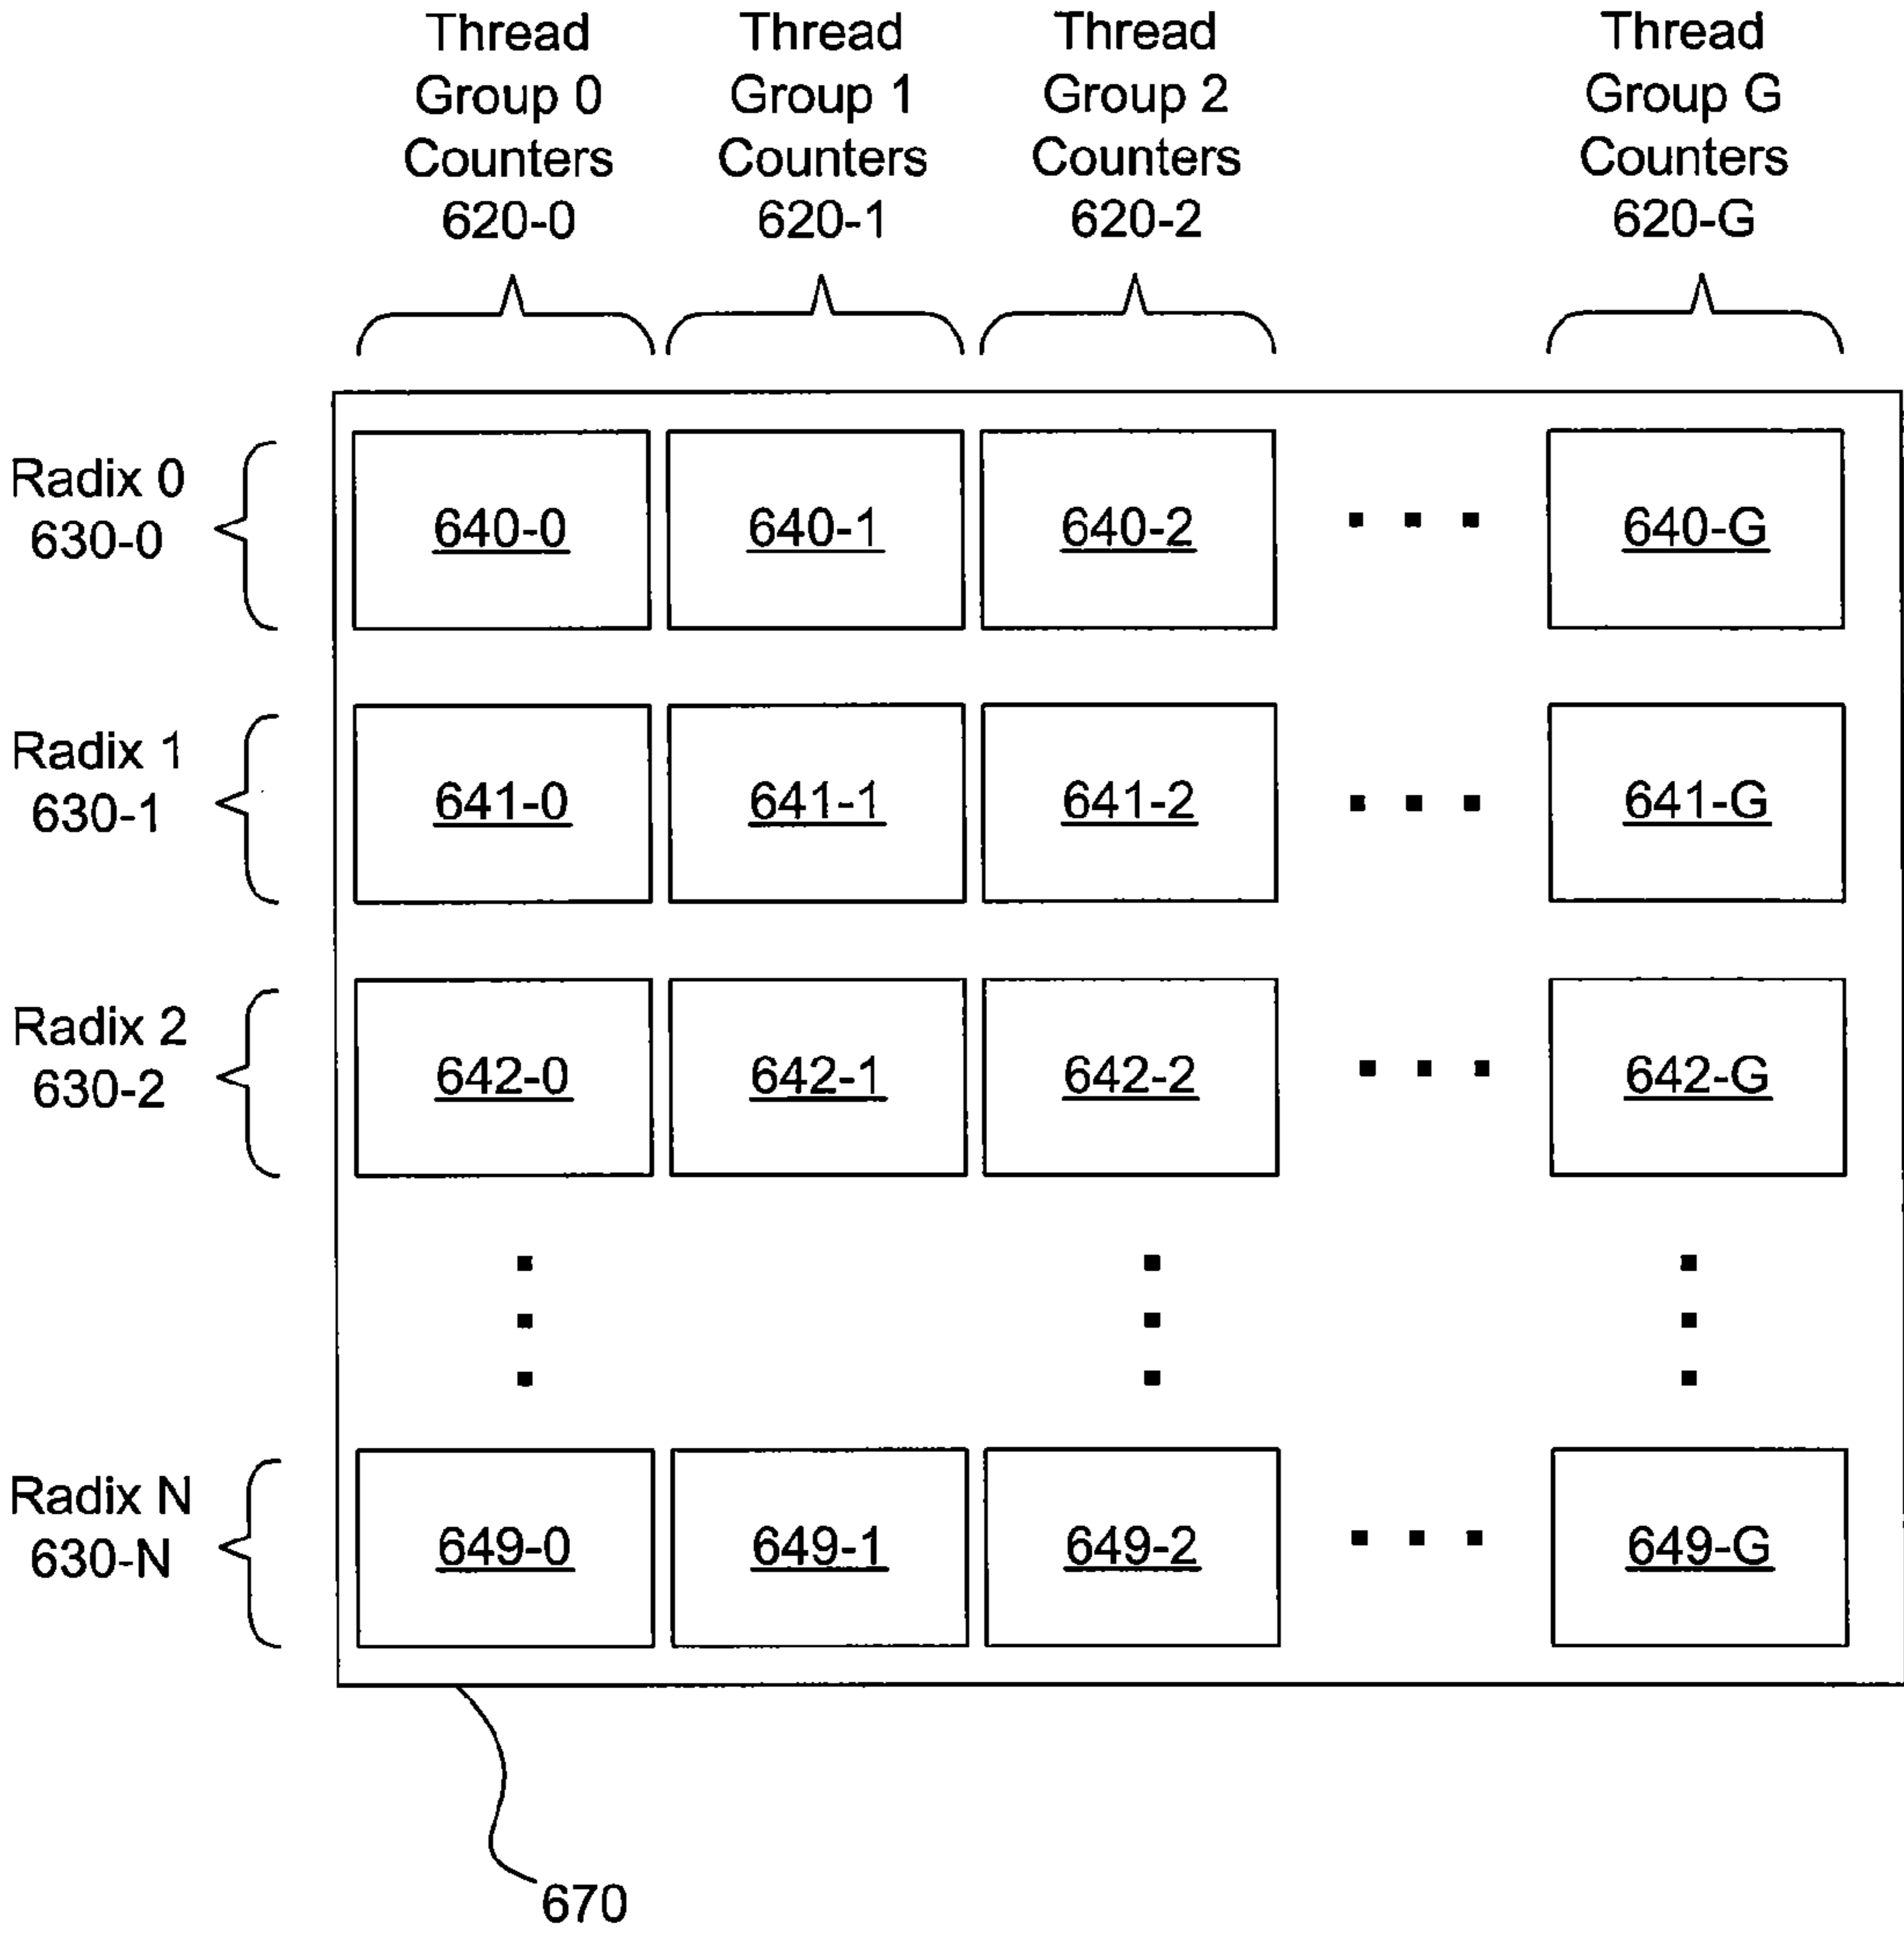 Thread Group 0 Counters 620-0
Thread Group 1 Counters 620-1
Thread Group 2 Counters 620-2
Thread Group G Counters 620-G
Radix 0
630-0
640-0 640-1 640-2 640-G
Radix 1
630-1
641-0 641-1 641-2 641-G
Radix 2
630-2
642-0 642-1 642-2 642-G
Radix N
630-N
649-0 649-1 649-2 649-G
670